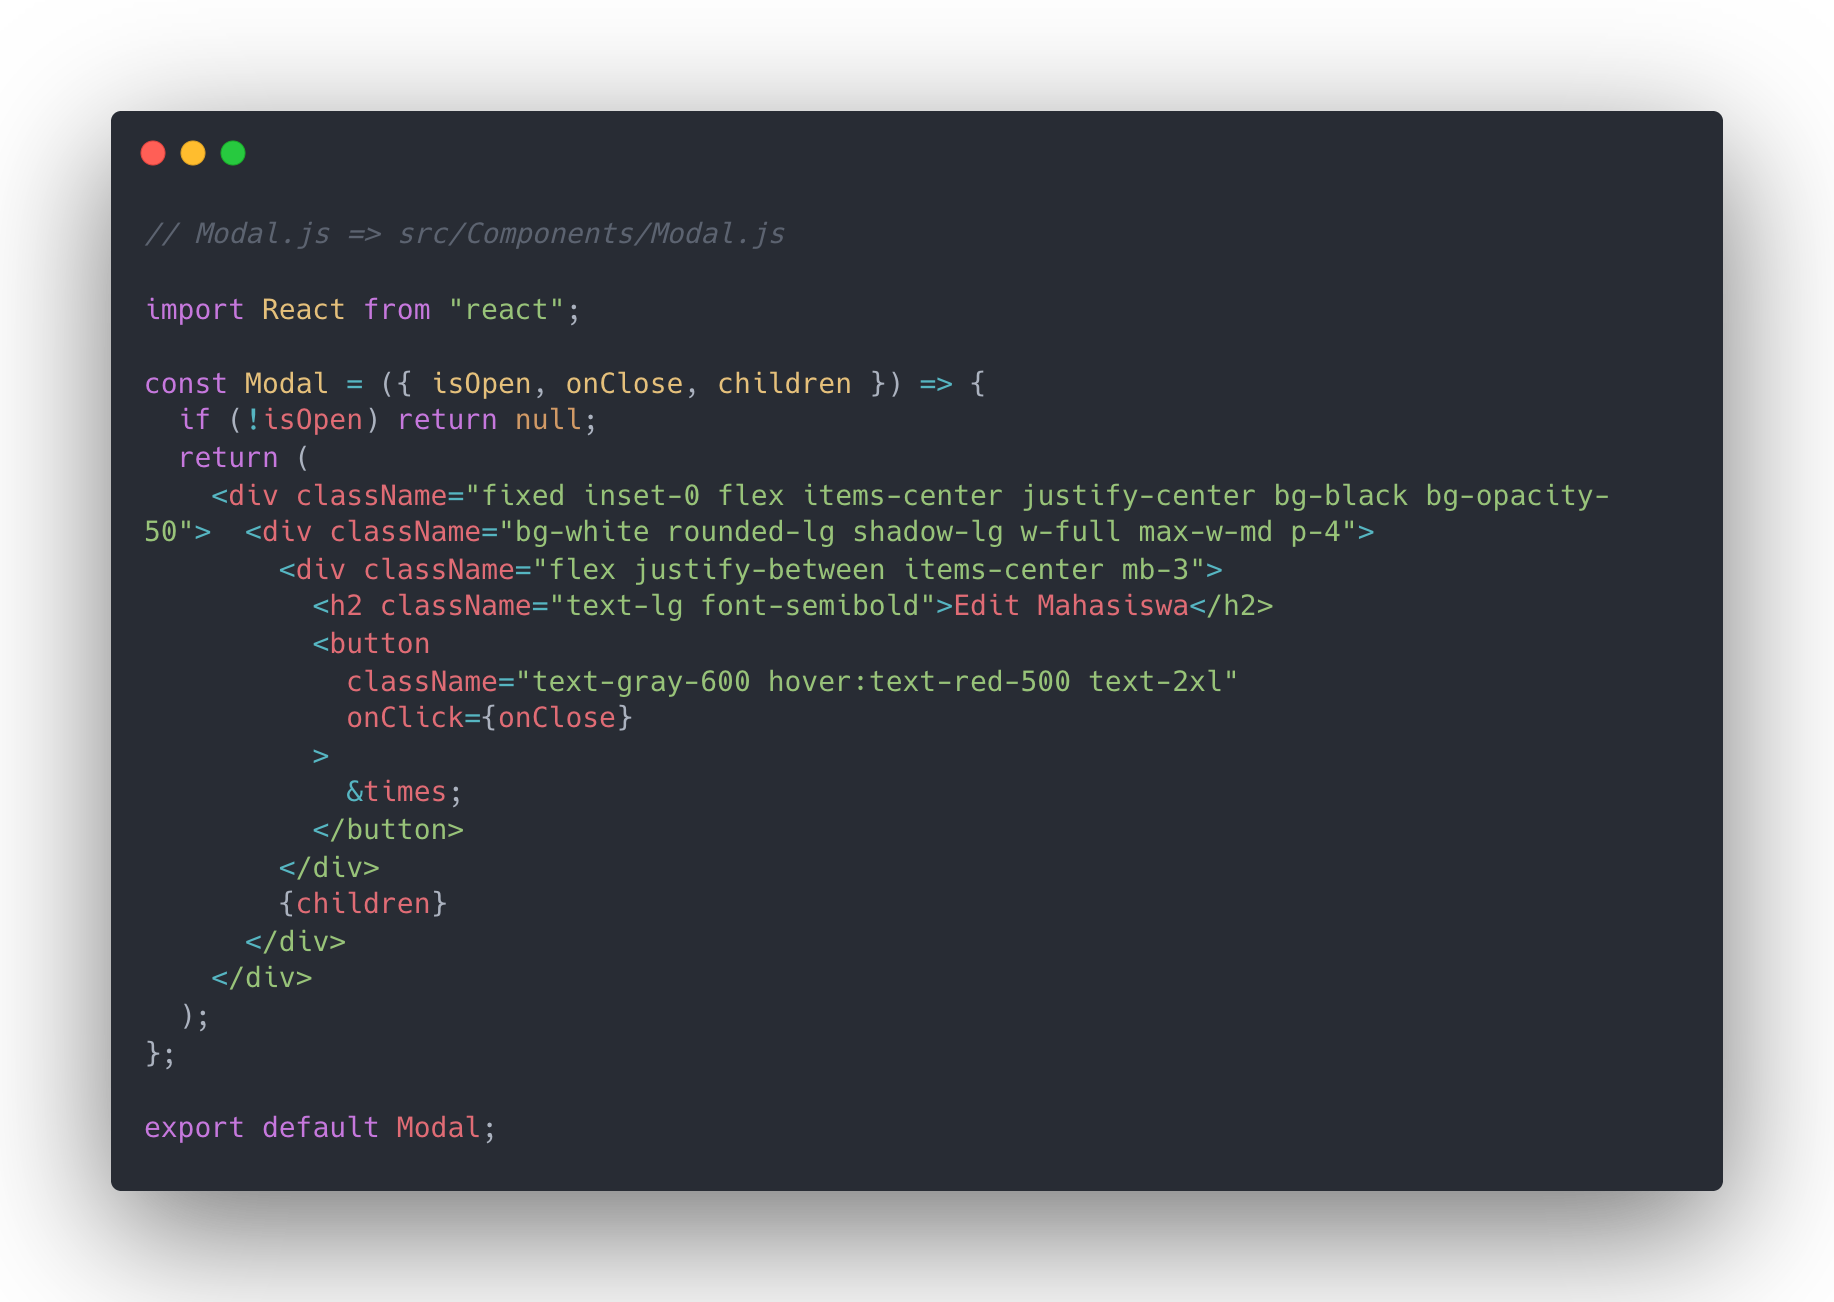 // Modal.js => src/Components/Modal.js

import React from "react";

const Modal = ({ isOpen, onClose, children }) => {
  if (!isOpen) return null;
  return (
    <div className="fixed inset-0 flex items-center justify-center bg-black bg-opacity-
50">  <div className="bg-white rounded-lg shadow-lg w-full max-w-md p-4">
        <div className="flex justify-between items-center mb-3">
          <h2 className="text-lg font-semibold">Edit Mahasiswa</h2>
          <button
            className="text-gray-600 hover:text-red-500 text-2xl"
            onClick={onClose}
          >
            &times;
          </button>
        </div>
        {children}
      </div>
    </div>
  );
};

export default Modal;